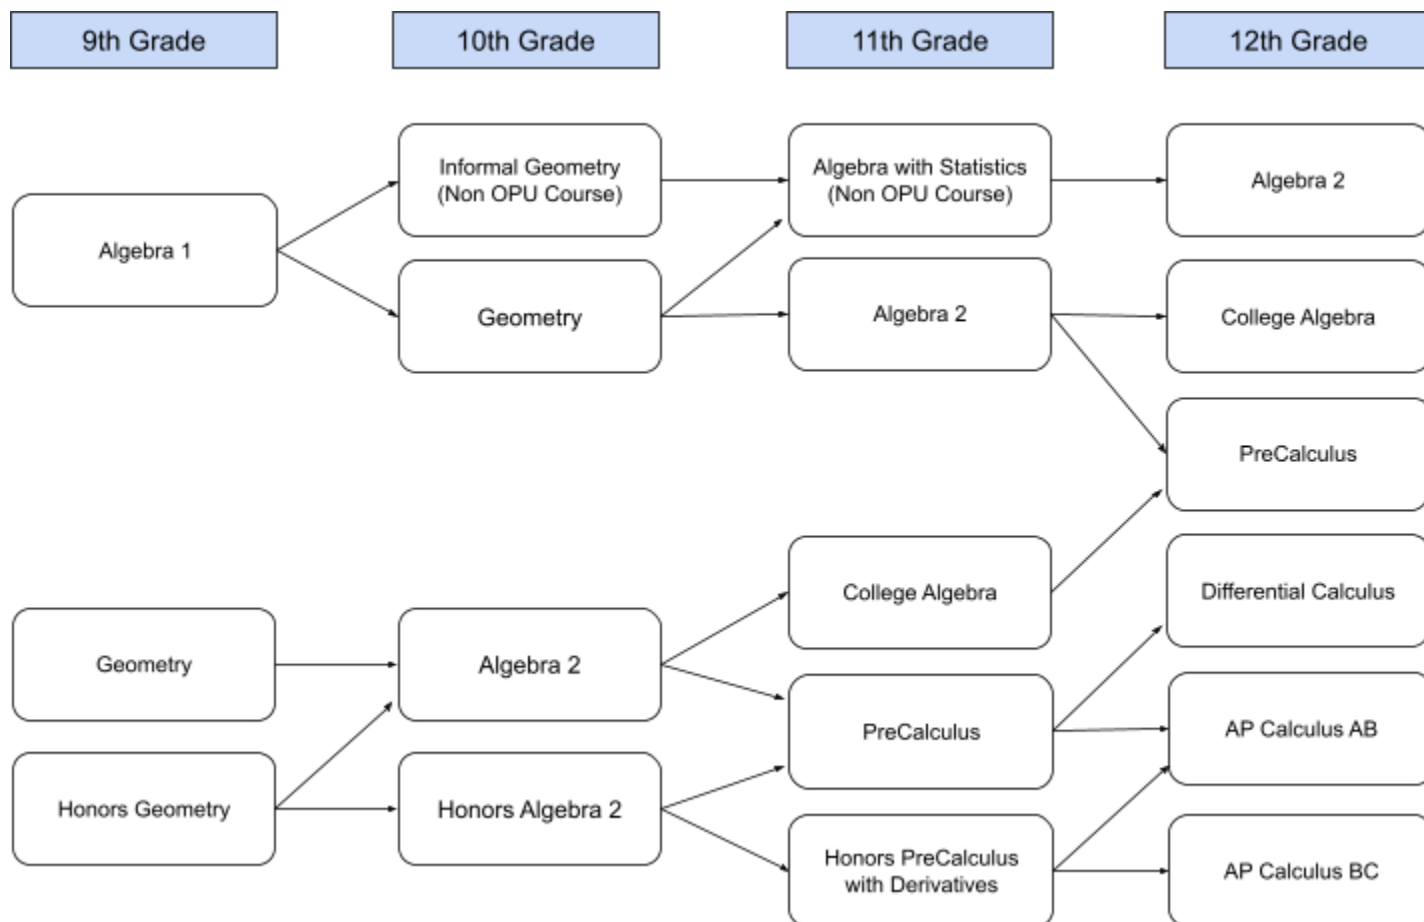 9th Grade
10th Grade
11th Grade
12th Grade
Algebra 1
Informal Geometry
(Non OPU Course)
Geometry
Algebra with Statistics
(Non OPU Course)
Algebra 2
Algebra 2
College Algebra
PreCalculus
Geometry
Honors Geometry
Algebra 2
Honors Algebra 2
College Algebra
PreCalculus
Honors PreCalculus
with Derivatives
Differential Calculus
AP Calculus AB
AP Calculus BC